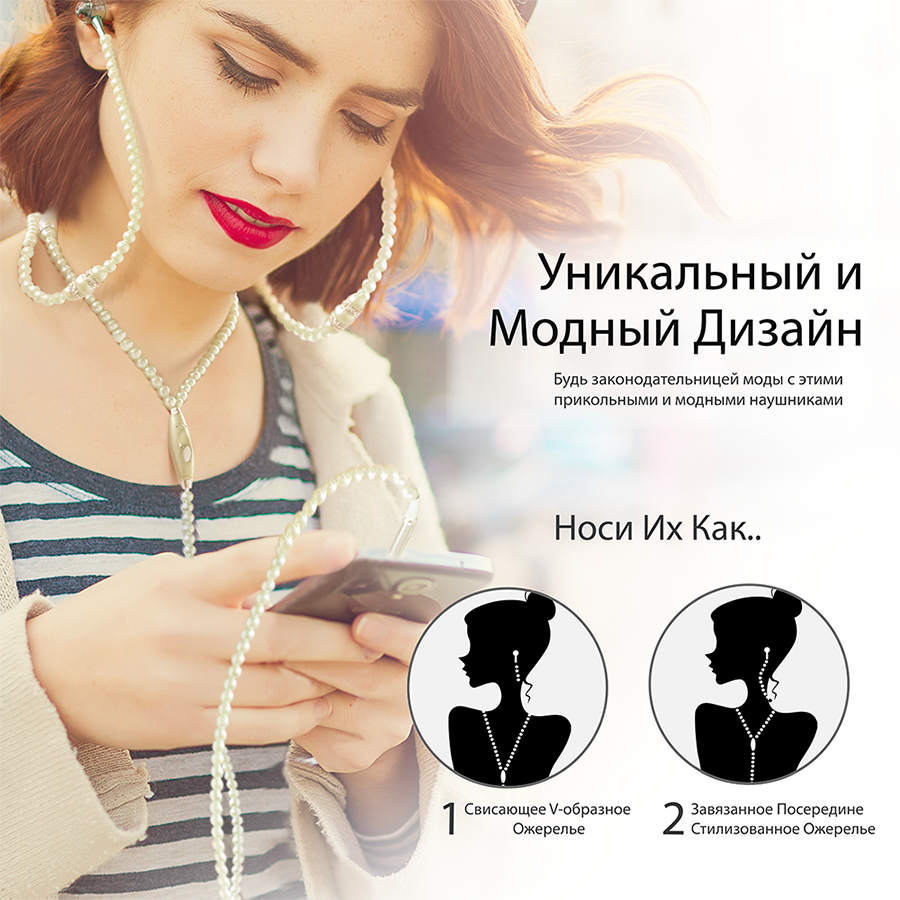 Уникальный и
Модный Дизайн
Будь законодательницей моды с этими
прикольными и модными наушниками
Носи Их Как..
1 Свисающее V-образное
Ожерелье
2 Завязанное Посередине
Стилизованное Ожерелье